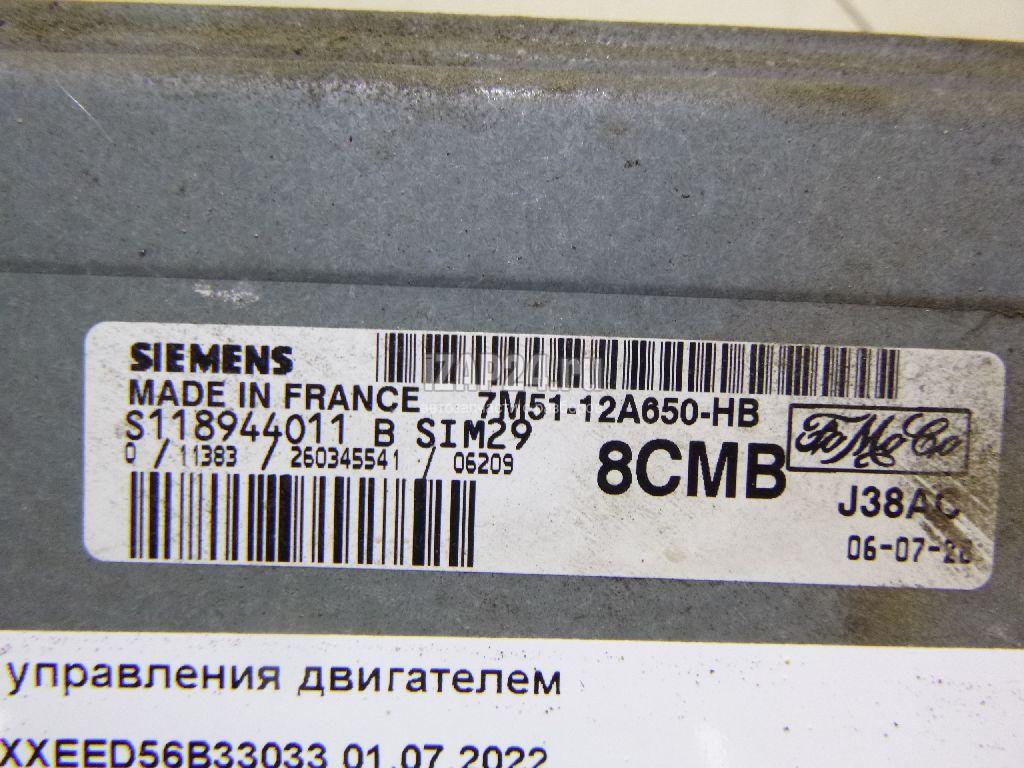 SIEMENS
MADE IN FRANCE 7M51-12A650-HB
S118944011 B SIM29
0 / 11383 / 260345541 / 06209
8CMB
FoMoCo
06-07-28
управления двигателем
XXEED56B33033 01.07.2022